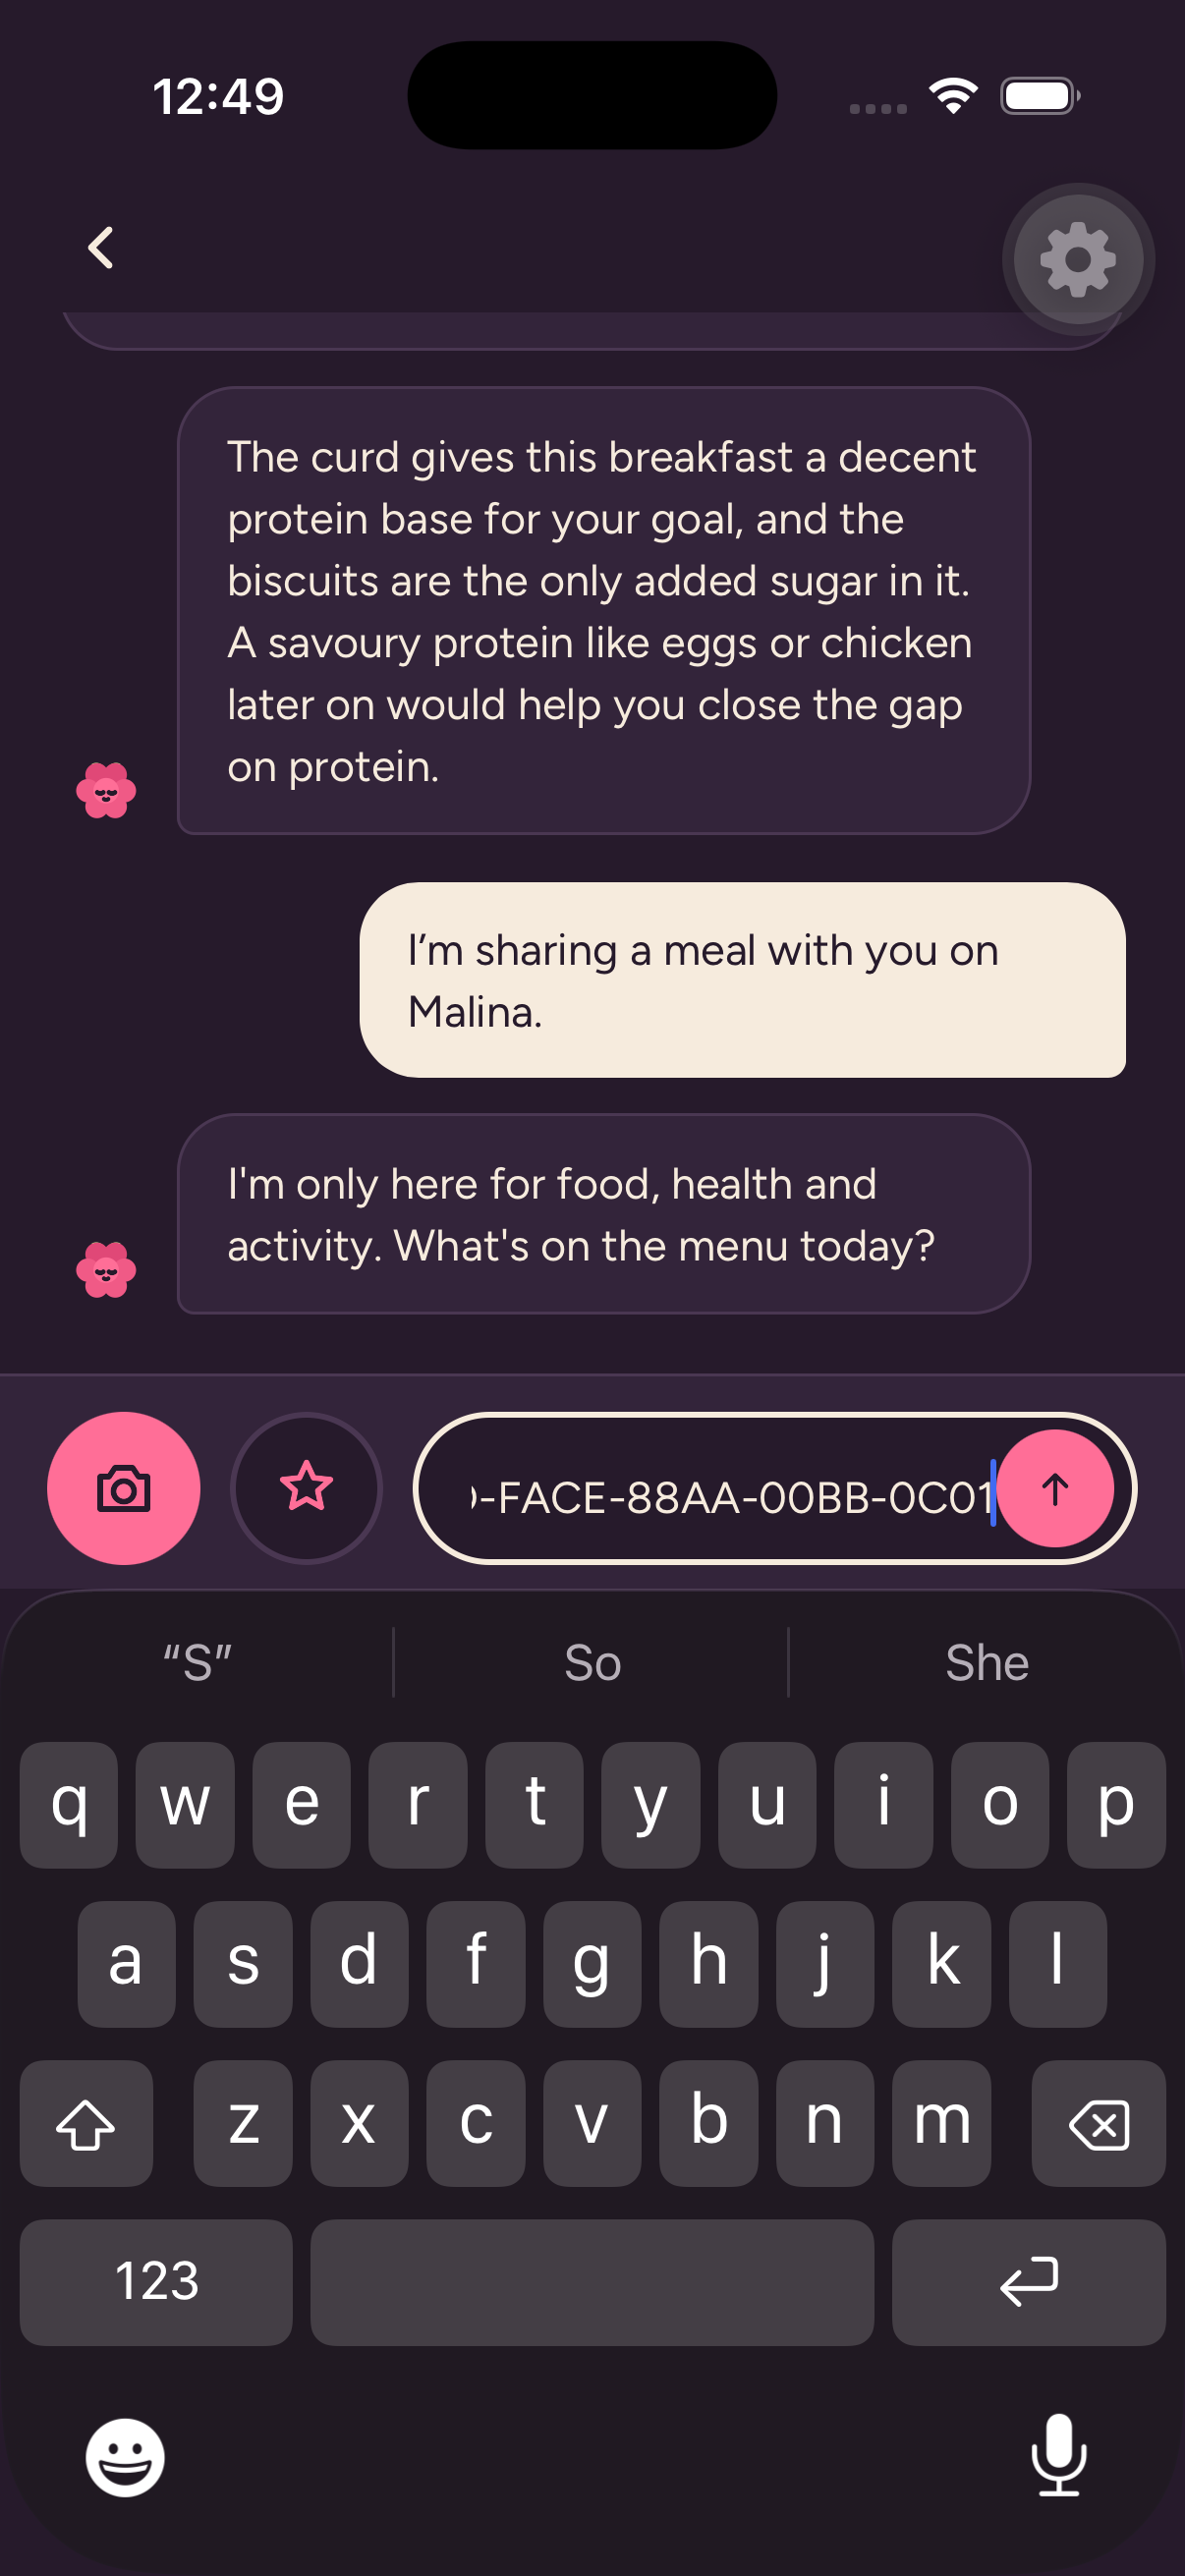 12:49
The curd gives this breakfast a decent
protein base for your goal, and the
biscuits are the only added sugar in it.
A savoury protein like eggs or chicken
later on would help you close the gap
on protein.
I’m sharing a meal with you on
Malina.
I'm only here for food, health and
activity. What's on the menu today?
-FACE-88AA-00BB-0C01
“S” So She
q w e r t y u i o p
a s d f g h j k l
z x c v b n m
123